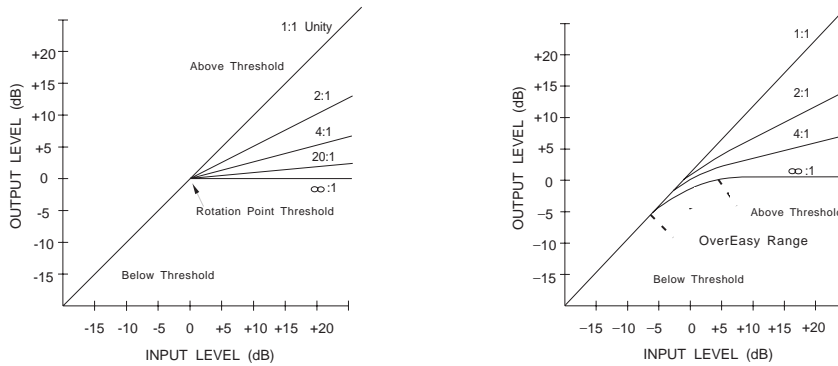 1:1 Unity
+20
Above Threshold
+15
2:1
+10
4:1
+5
20:1
0
∞:1
-5
Rotation Point Threshold
-10
-15
Below Threshold
OUTPUT LEVEL (dB)
-15 -10 -5 0 +5 +10 +15 +20
INPUT LEVEL (dB)
1:1
+20
+15
2:1
+10
4:1
+5
0
∞:1
−5
Above Threshold
OverEasy Range
−10
−15
Below Threshold
OUTPUT LEVEL (dB)
−15 −10 −5 0 +5 +10 +15 +20
INPUT LEVEL (dB)